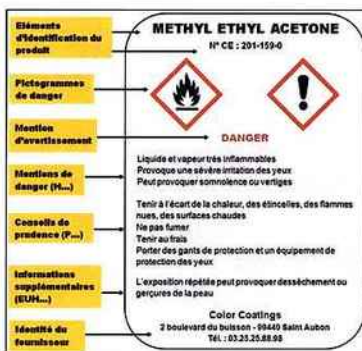 Eléments
d'identification du
produit
Pictogrammes
de danger
Mention
d'avertissement
Mentions de
danger (H...)
Conseils de
prudence (P...)
Informations
supplémentaires
(EUH...)
Identité du
fournisseur
METHYL ETHYL ACETONE
N° CE : 201-159-0
DANGER
Liquide et vapeur très inflammables
Provoque une sévère irritation des yeux
Peut provoquer somnolence ou vertiges
Tenir à l'écart de la chaleur, des étincelles, des flammes
nues, des surfaces chaudes
Ne pas fumer
Tenir au frais
Porter des gants de protection et un équipement de
protection des yeux
L'exposition répétée peut provoquer dessèchement ou
gerçures de la peau
Color Coatings
2 boulevard du buisson - 99440 Saint Aubon
Tél. : 03.25.25.88.98